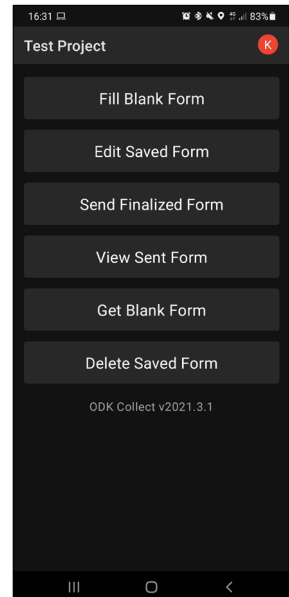 16:31 83%
Test Project K
Fill Blank Form
Edit Saved Form
Send Finalized Form
View Sent Form
Get Blank Form
Delete Saved Form
ODK Collect v2021.3.1